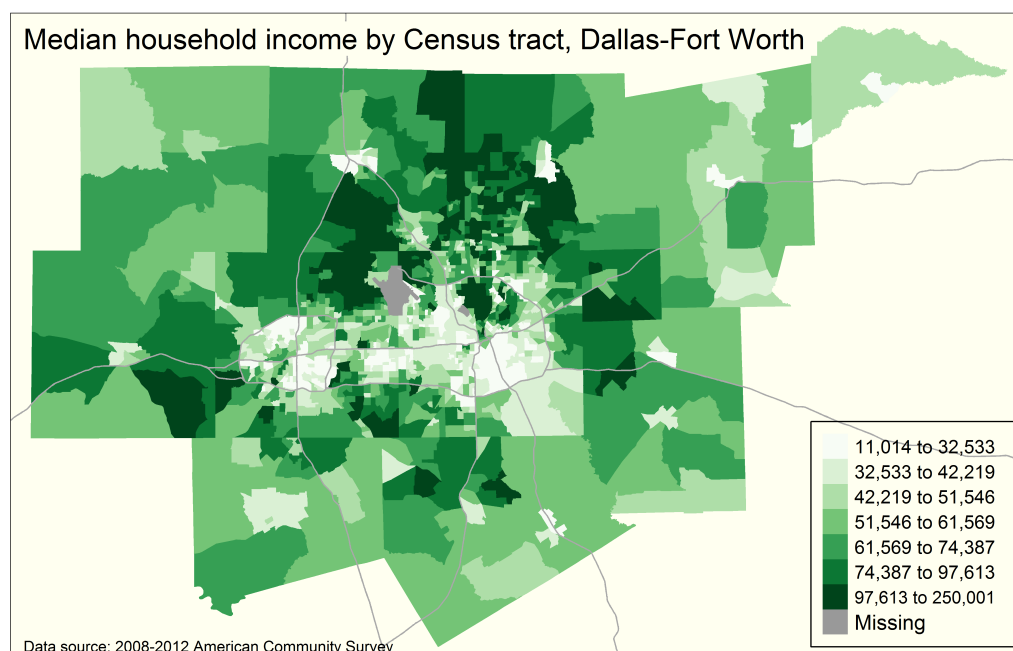 Median household income by Census tract, Dallas-Fort Worth
11,014 to 32,533
32,533 to 42,219
42,219 to 51,546
51,546 to 61,569
61,569 to 74,387
74,387 to 97,613
97,613 to 250,001
Missing
Data source: 2008-2012 American Community Survey